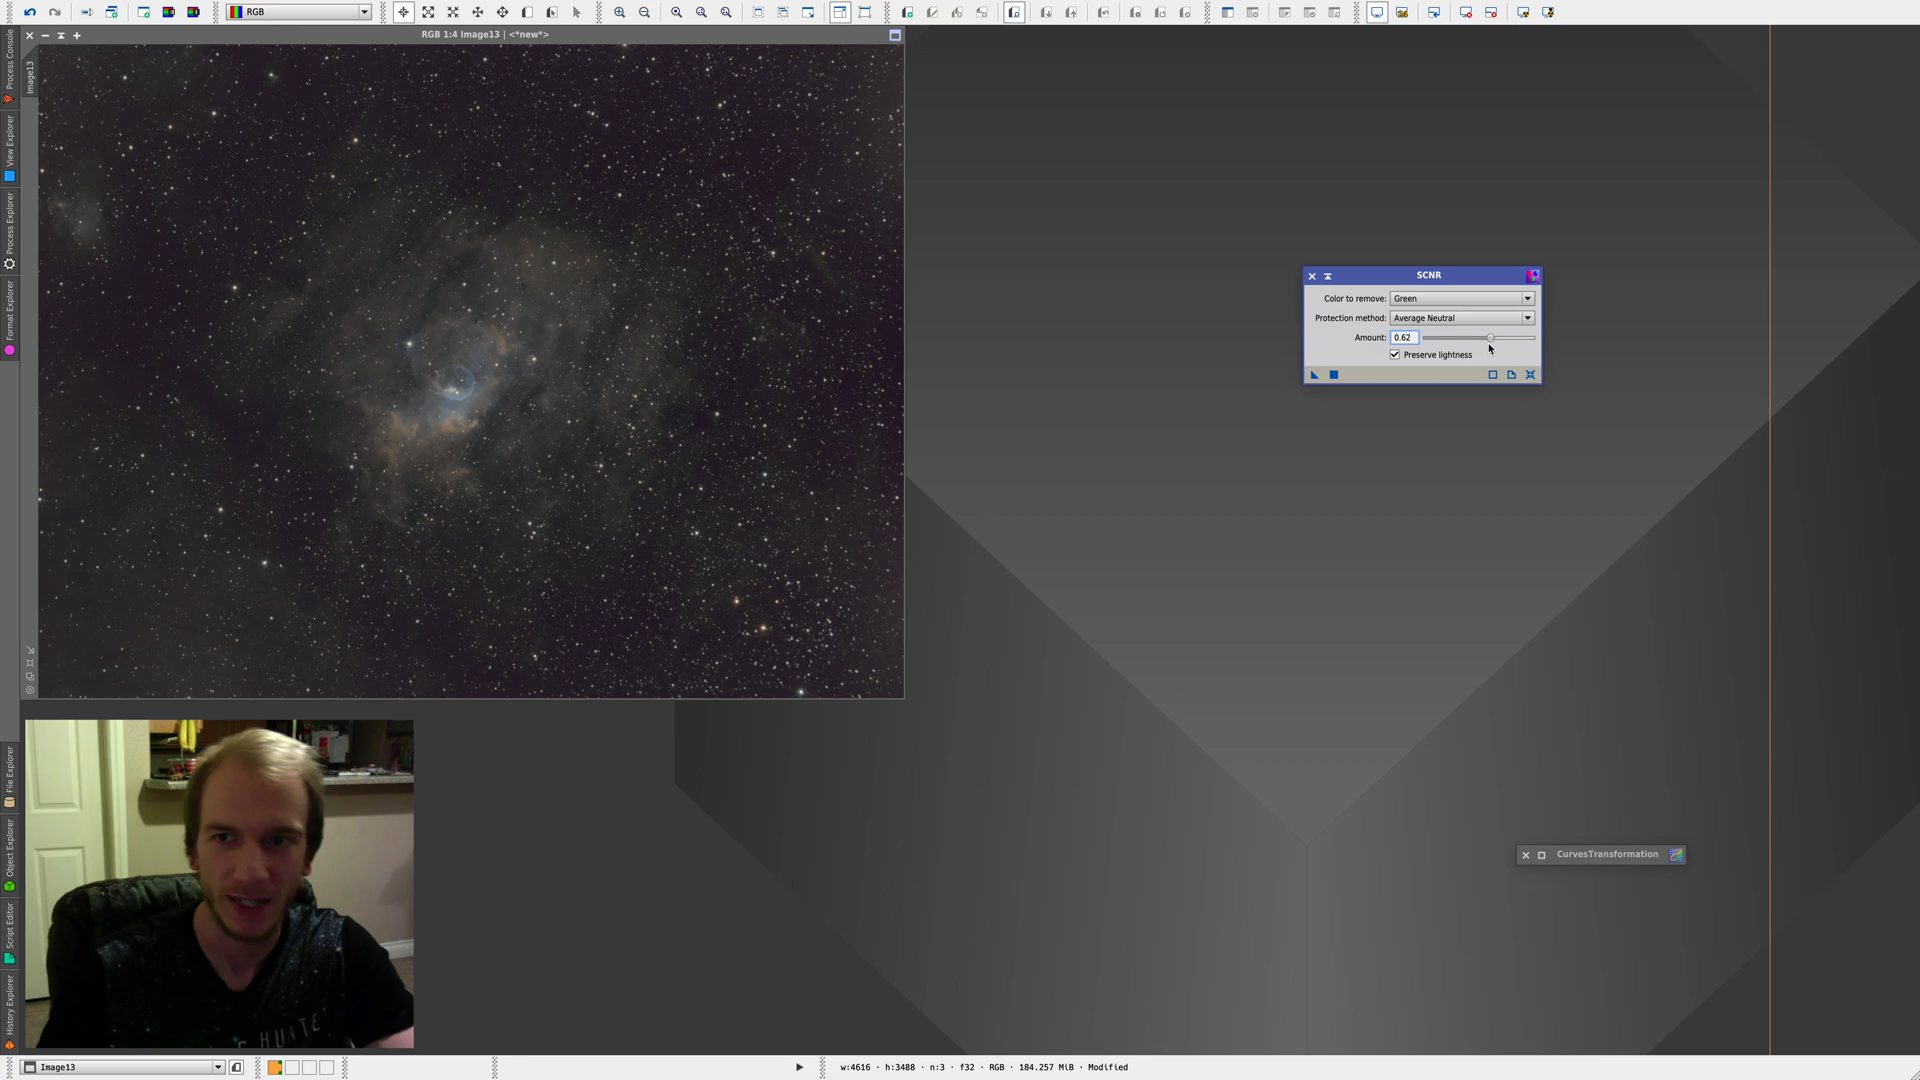 RGB
RGB 1:4 Image13 | <*new*>
Image13
Process Console
View Explorer
Process Explorer
Format Explorer
File Explorer
Object Explorer
Script Editor
History Explorer
SCNR
Color to remove: Green
Protection method: Average Neutral
Amount: 0.62
Preserve lightness
CurvesTransformation
Image13
w:4616 · h:3488 · n:3 · f32 · RGB · 184.257 MiB · Modified